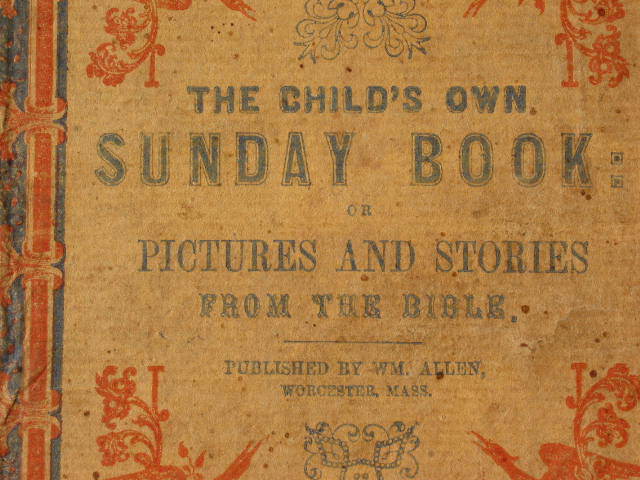 THE CHILD'S OWN
SUNDAY BOOK:
OR
PICTURES AND STORIES
FROM THE BIBLE.
PUBLISHED BY WM. ALLEN,
WORCESTER, MASS.